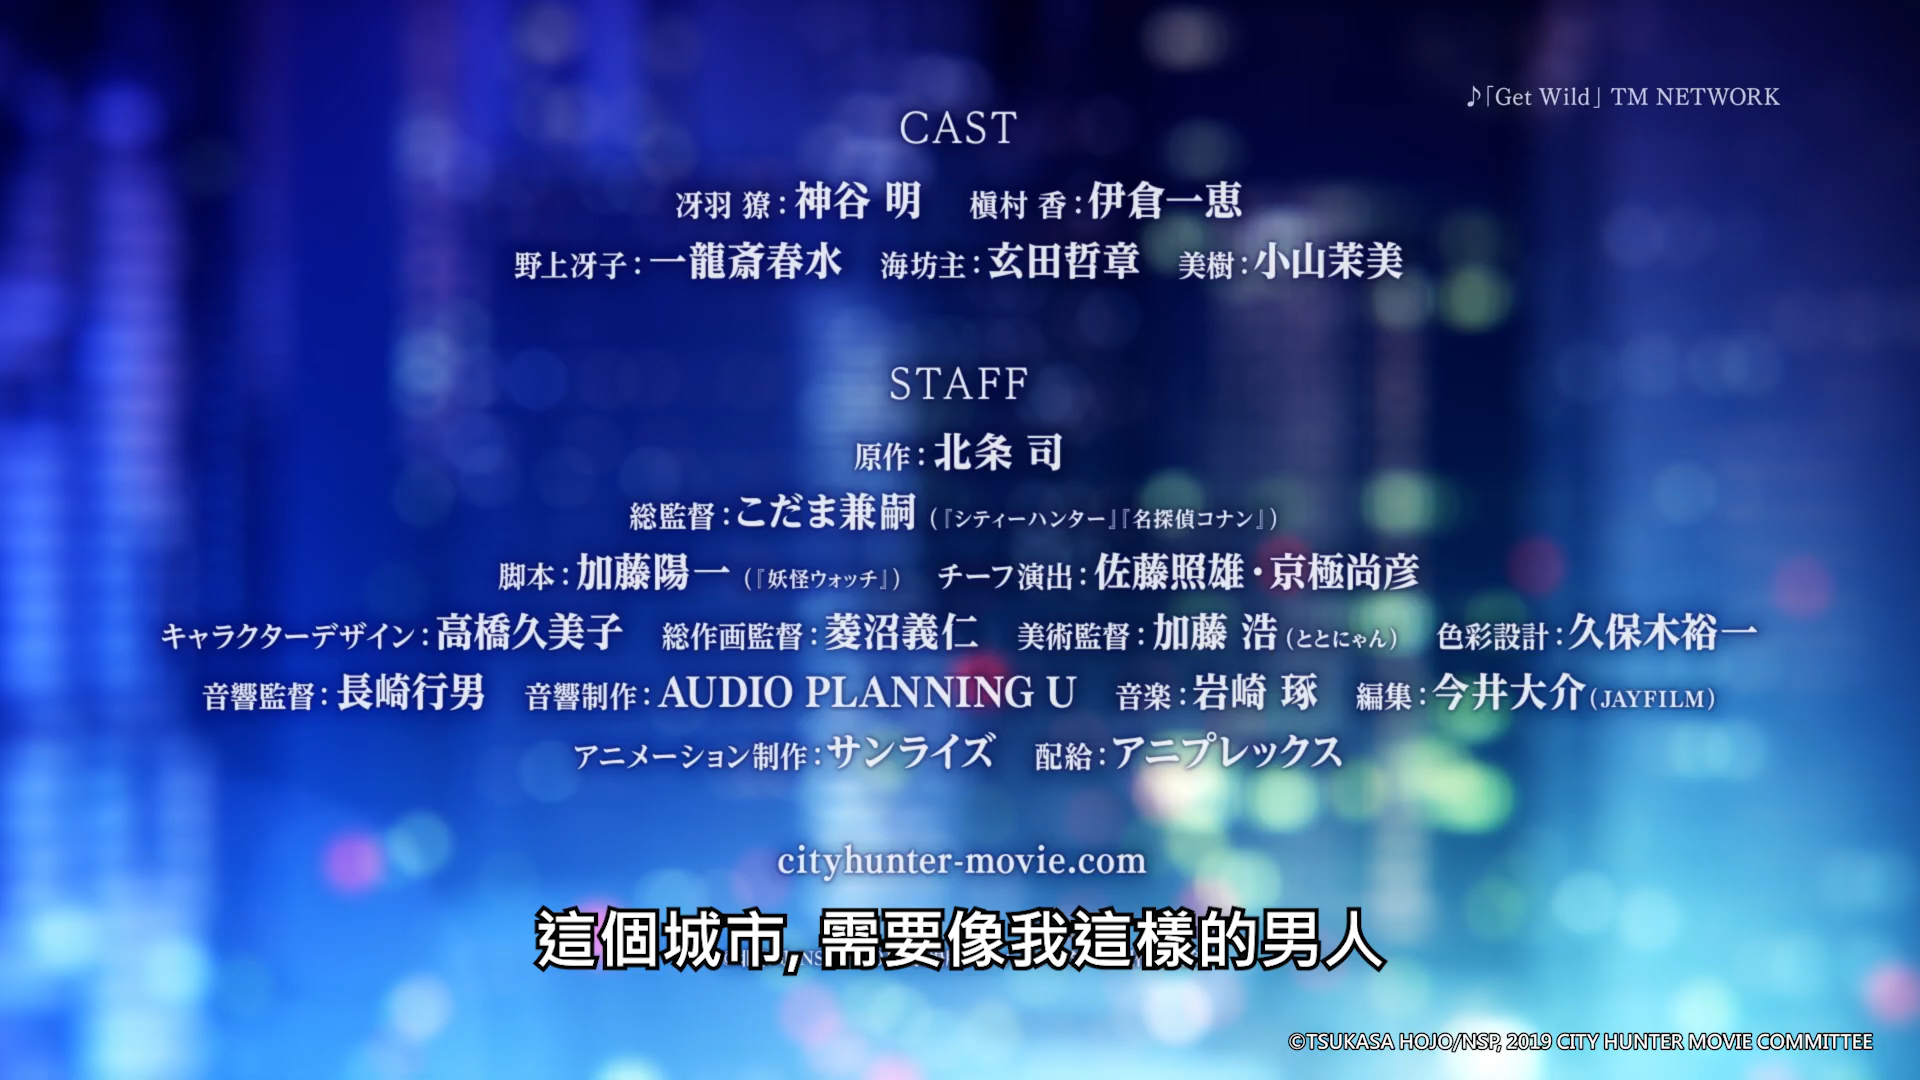 ♪「Get Wild」 TM NETWORK
CAST
冴羽 獠：神谷 明　槇村 香：伊倉一恵
野上冴子：一龍斎春水　海坊主：玄田哲章　美樹：小山茉美
STAFF
原作：北条 司
総監督：こだま兼嗣（『シティーハンター』『名探偵コナン』）
脚本：加藤陽一（『妖怪ウォッチ』）　チーフ演出：佐藤照雄・京極尚彦
キャラクターデザイン：高橋久美子　総作画監督：菱沼義仁　美術監督：加藤 浩（ととにゃん）　色彩設計：久保木裕一
音響監督：長崎行男　音響制作：AUDIO PLANNING U　音楽：岩崎 琢　編集：今井大介（JAYFILM）
アニメーション制作：サンライズ　配給：アニプレックス
cityhunter-movie.com
這個城市, 需要像我這樣的男人
©TSUKASA HOJO/NSP, 2019 CITY HUNTER MOVIE COMMITTEE